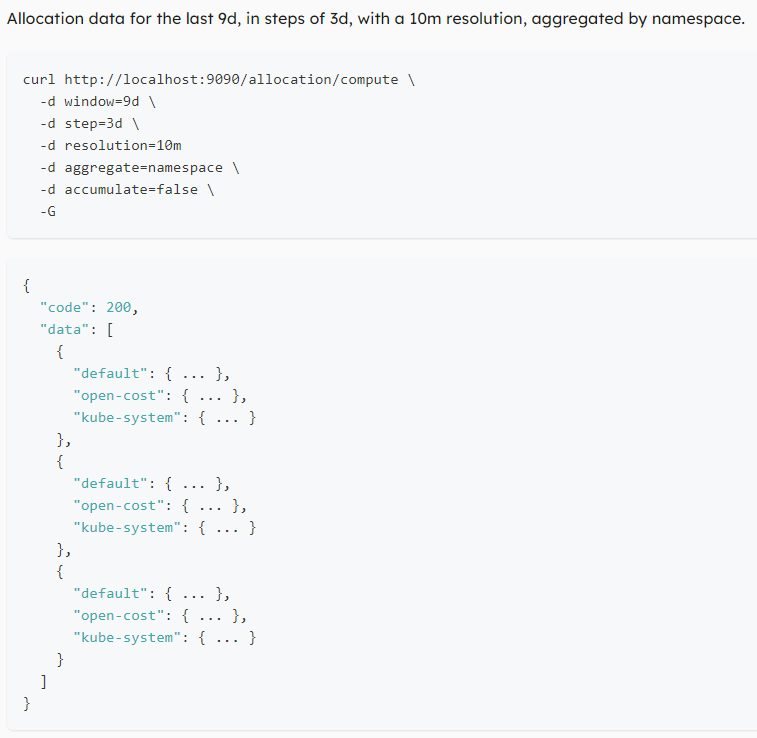 Allocation data for the last 9d, in steps of 3d, with a 10m resolution, aggregated by namespace.
curl http://localhost:9090/allocation/compute \
  -d window=9d \
  -d step=3d \
  -d resolution=10m
  -d aggregate=namespace \
  -d accumulate=false \
  -G
{
  "code": 200,
  "data": [
    {
      "default": { ... },
      "open-cost": { ... },
      "kube-system": { ... }
    },
    {
      "default": { ... },
      "open-cost": { ... },
      "kube-system": { ... }
    },
    {
      "default": { ... },
      "open-cost": { ... },
      "kube-system": { ... }
    }
  ]
}